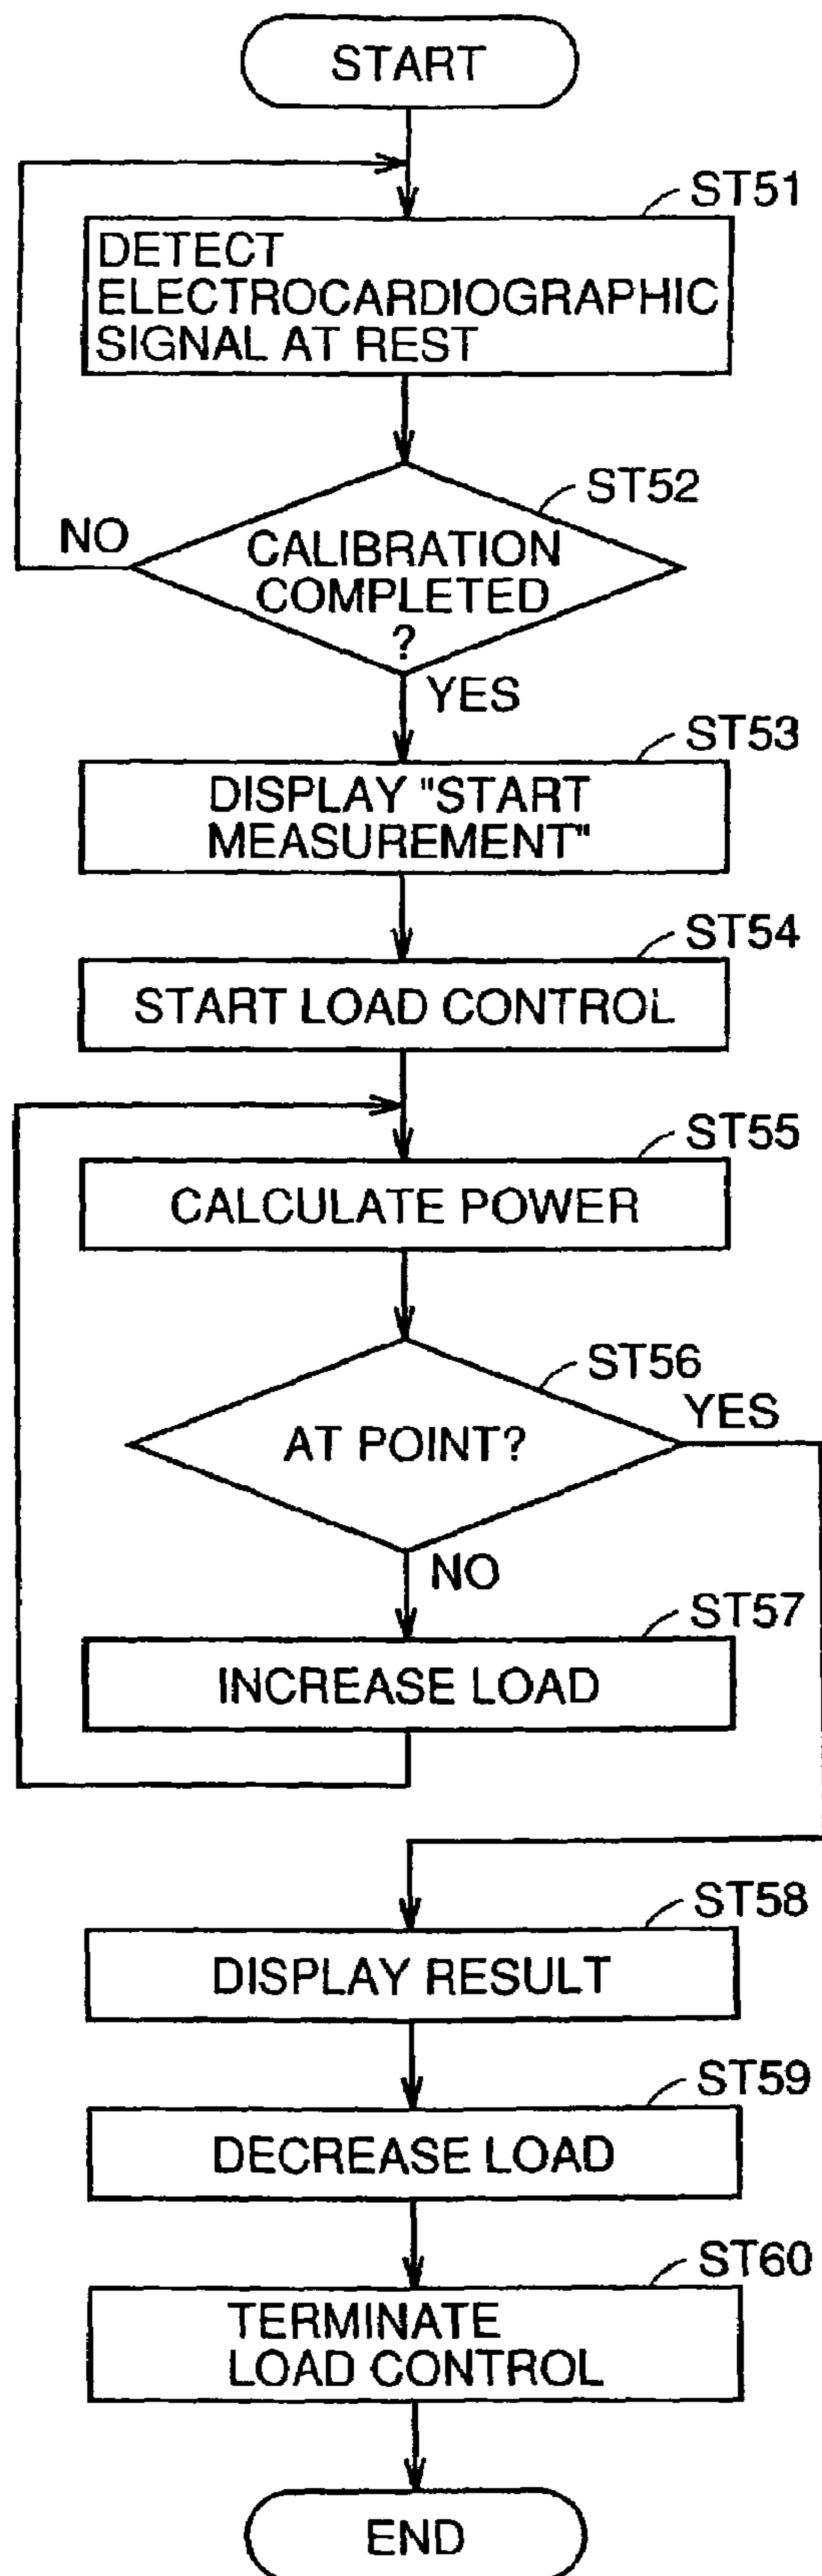 START
ST51
DETECT
ELECTROCARDIOGRAPHIC
SIGNAL AT REST
ST52
NO
CALIBRATION
COMPLETED
?
YES
ST53
DISPLAY "START
MEASUREMENT"
ST54
START LOAD CONTROL
ST55
CALCULATE POWER
ST56
YES
AT POINT?
NO
ST57
INCREASE LOAD
ST58
DISPLAY RESULT
ST59
DECREASE LOAD
ST60
TERMINATE
LOAD CONTROL
END